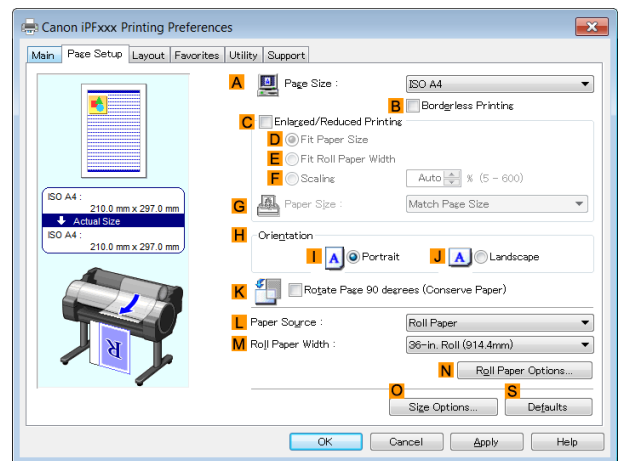 Canon iPFxxx Printing Preferences
Main Page Setup Layout Favorites Utility Support
A Page Size : ISO A4
B Borderless Printing
C Enlarged/Reduced Printing
D Fit Paper Size
E Fit Roll Paper Width
F Scaling Auto % (5 - 600)
G Paper Size : Match Page Size
ISO A4 :
210.0 mm x 297.0 mm
Actual Size
ISO A4 :
210.0 mm x 297.0 mm
H Orientation
I A Portrait J A Landscape
K Rotate Page 90 degrees (Conserve Paper)
L Paper Source : Roll Paper
M Roll Paper Width : 36-in. Roll (914.4mm)
R
N Roll Paper Options...
O S
Size Options... Defaults
OK Cancel Apply Help